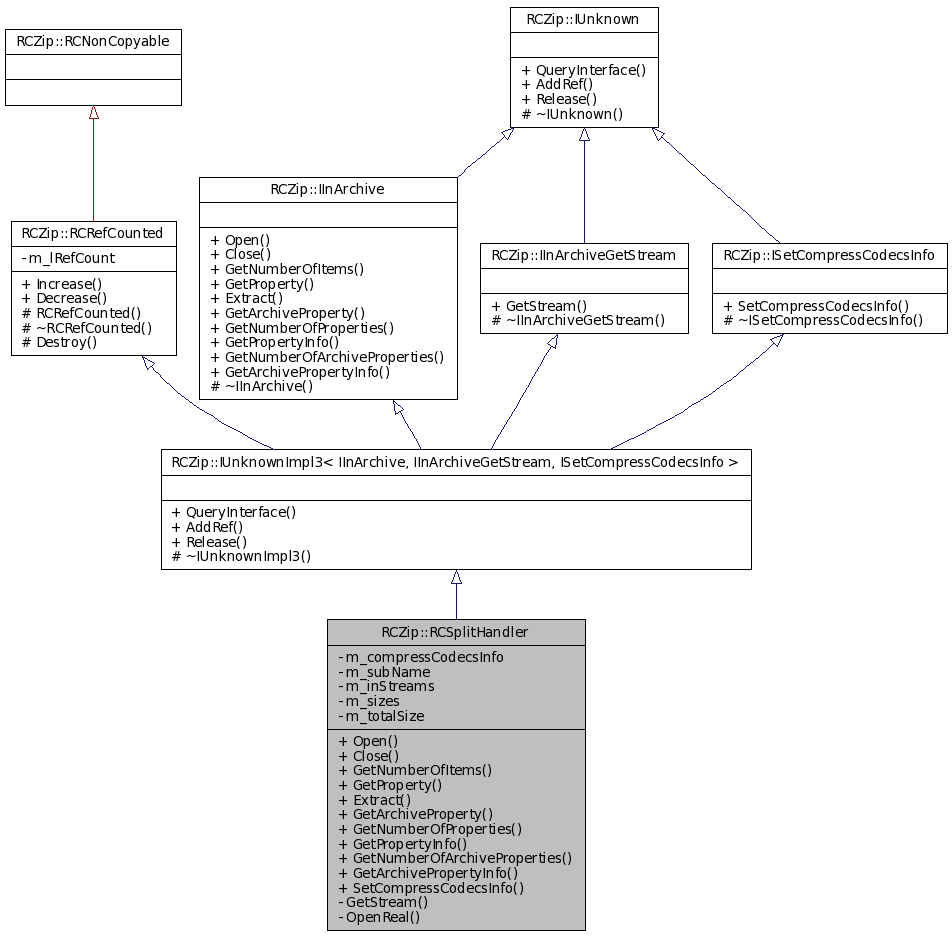 RCZip::IUnknown
+ QueryInterface()
+ AddRef()
+ Release()
# ~IUnknown()
RCZip::RCNonCopyable
RCZip::IInArchive
+ Open()
+ Close()
+ GetNumberOfItems()
+ GetProperty()
+ Extract()
+ GetArchiveProperty()
+ GetNumberOfProperties()
+ GetPropertyInfo()
+ GetNumberOfArchiveProperties()
+ GetArchivePropertyInfo()
# ~IInArchive()
RCZip::RCRefCounted
- m_lRefCount
+ Increase()
+ Decrease()
# RCRefCounted()
# ~RCRefCounted()
# Destroy()
RCZip::IInArchiveGetStream
+ GetStream()
# ~IInArchiveGetStream()
RCZip::ISetCompressCodecsInfo
+ SetCompressCodecsInfo()
# ~ISetCompressCodecsInfo()
RCZip::IUnknownImpl3< IInArchive, IInArchiveGetStream, ISetCompressCodecsInfo >
+ QueryInterface()
+ AddRef()
+ Release()
# ~IUnknownImpl3()
RCZip::RCSplitHandler
- m_compressCodecsInfo
- m_subName
- m_inStreams
- m_sizes
- m_totalSize
+ Open()
+ Close()
+ GetNumberOfItems()
+ GetProperty()
+ Extract()
+ GetArchiveProperty()
+ GetNumberOfProperties()
+ GetPropertyInfo()
+ GetNumberOfArchiveProperties()
+ GetArchivePropertyInfo()
+ SetCompressCodecsInfo()
- GetStream()
- OpenReal()